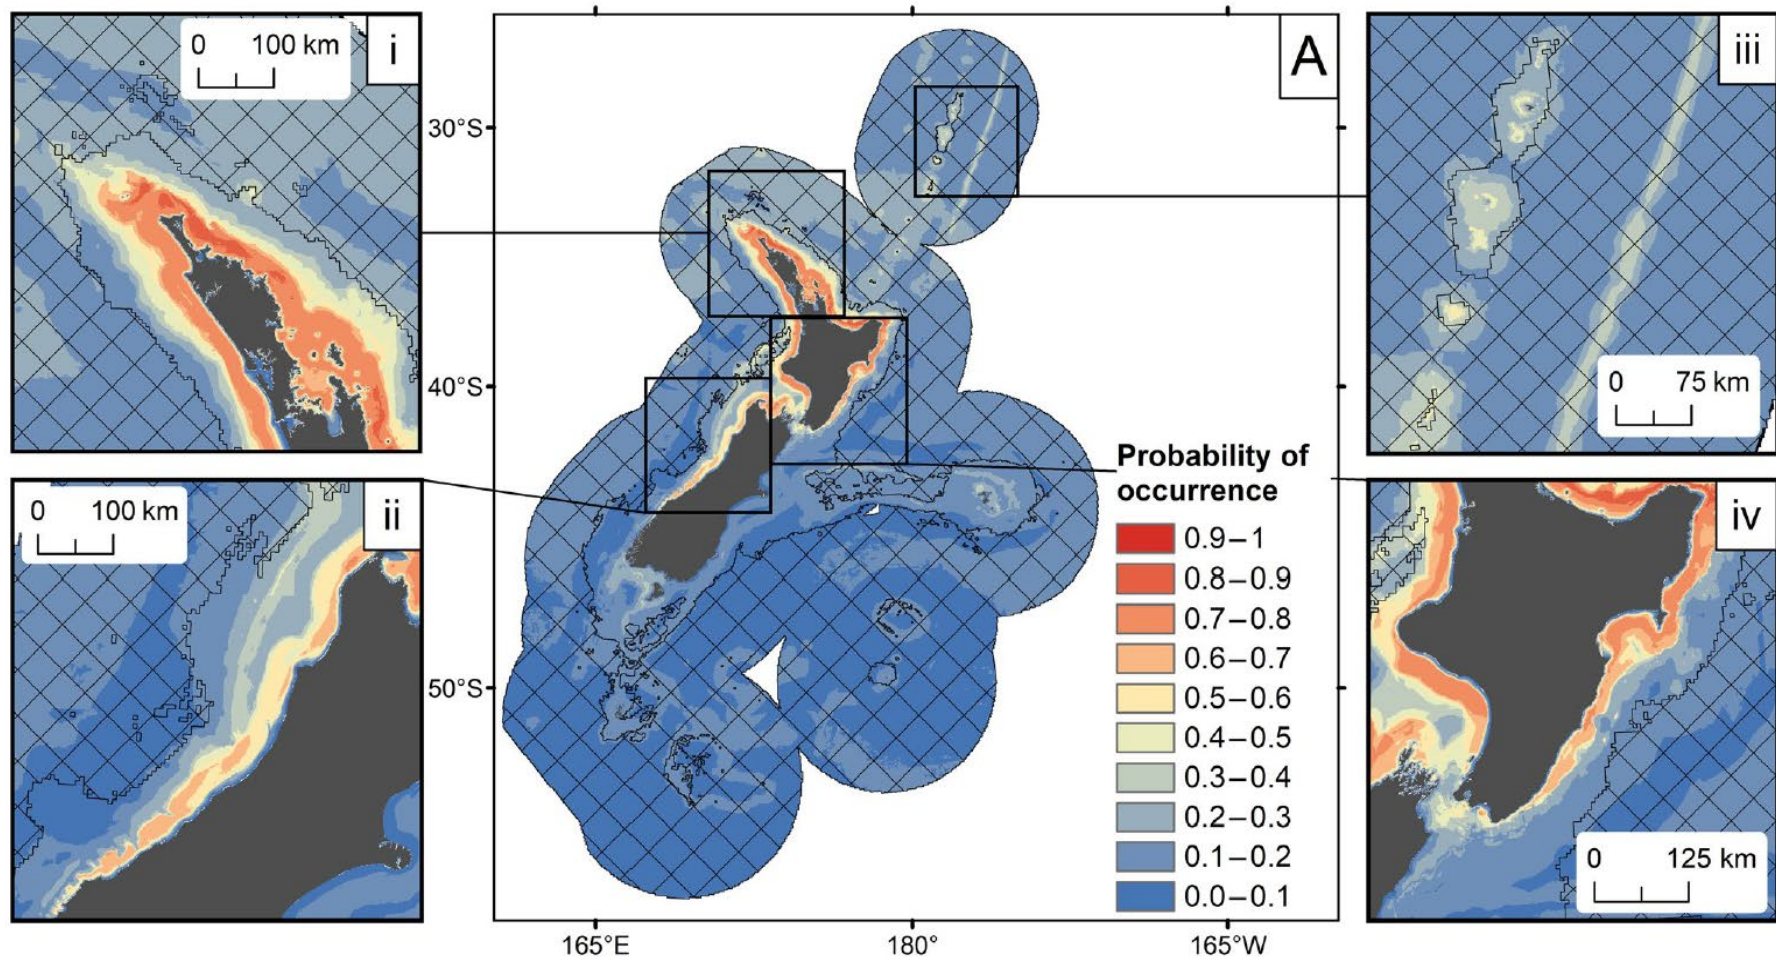 0 100 km
i
A
iii
0 75 km
30°S
40°S
50°S
165°E
180°
165°W
Probability of
occurrence
0.9–1
0.8–0.9
0.7–0.8
0.6–0.7
0.5–0.6
0.4–0.5
0.3–0.4
0.2–0.3
0.1–0.2
0.0–0.1
0 100 km
ii
iv
0 125 km